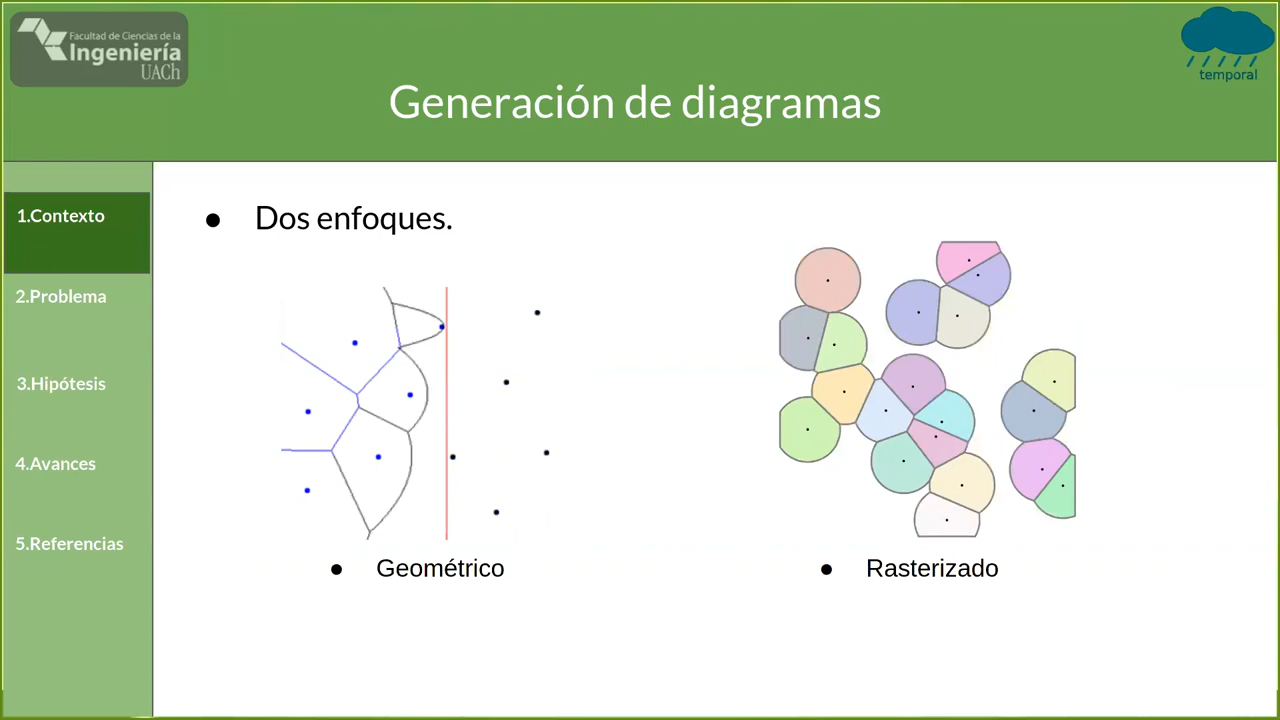 Facultad de Ciencias de la
Ingeniería
UACh
temporal
Generación de diagramas
1.Contexto
2.Problema
3.Hipótesis
4.Avances
5.Referencias
● Dos enfoques.
● Geométrico
● Rasterizado